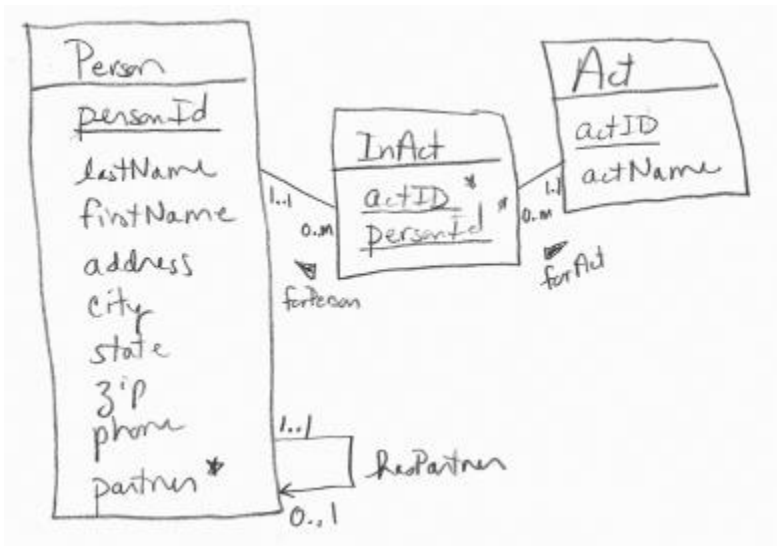 Person
personId
lastName
firstName
address
city
state
zip
phone
partner *
1..1
0..m
forPerson
InAct
actID *
personId *
1..1
0..m
forAct
Act
actID
actName
1..1
hasPartner
0..1